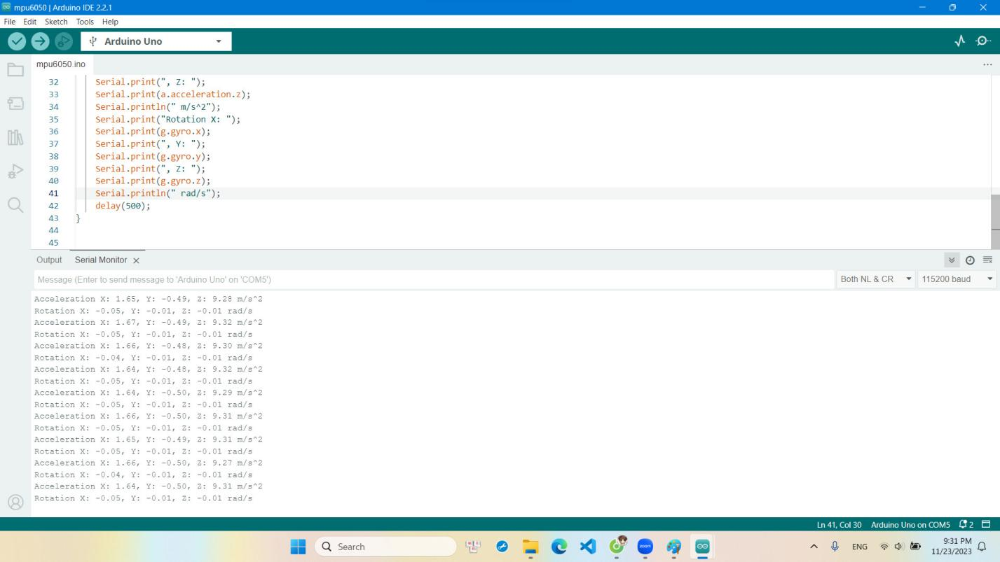 mpu6050 | Arduino IDE 2.2.1
File Edit Sketch Tools Help
Arduino Uno
mpu6050.ino
32 Serial.print(", Z: ");
33 Serial.print(a.acceleration.z);
34 Serial.println(" m/s^2");
35 Serial.print("Rotation X: ");
36 Serial.print(g.gyro.x);
37 Serial.print(", Y: ");
38 Serial.print(g.gyro.y);
39 Serial.print(", Z: ");
40 Serial.print(g.gyro.z);
41 Serial.println(" rad/s");
42 delay(500);
43 }
44
45
Output Serial Monitor
Message (Enter to send message to 'Arduino Uno' on 'COM5') Both NL & CR 115200 baud
Acceleration X: 1.65, Y: -0.49, Z: 9.28 m/s^2
Rotation X: -0.05, Y: -0.01, Z: -0.01 rad/s
Acceleration X: 1.67, Y: -0.49, Z: 9.32 m/s^2
Rotation X: -0.05, Y: -0.01, Z: -0.01 rad/s
Acceleration X: 1.66, Y: -0.48, Z: 9.30 m/s^2
Rotation X: -0.04, Y: -0.01, Z: -0.01 rad/s
Acceleration X: 1.64, Y: -0.48, Z: 9.32 m/s^2
Rotation X: -0.05, Y: -0.01, Z: -0.01 rad/s
Acceleration X: 1.64, Y: -0.50, Z: 9.29 m/s^2
Rotation X: -0.05, Y: -0.01, Z: -0.01 rad/s
Acceleration X: 1.66, Y: -0.50, Z: 9.31 m/s^2
Rotation X: -0.05, Y: -0.01, Z: -0.01 rad/s
Acceleration X: 1.65, Y: -0.49, Z: 9.31 m/s^2
Rotation X: -0.05, Y: -0.01, Z: -0.01 rad/s
Acceleration X: 1.66, Y: -0.50, Z: 9.27 m/s^2
Rotation X: -0.04, Y: -0.01, Z: -0.01 rad/s
Acceleration X: 1.64, Y: -0.50, Z: 9.31 m/s^2
Rotation X: -0.05, Y: -0.01, Z: -0.01 rad/s
Ln 41, Col 30 Arduino Uno on COM5 2
Search zoom ENG 9:31 PM
11/23/2023